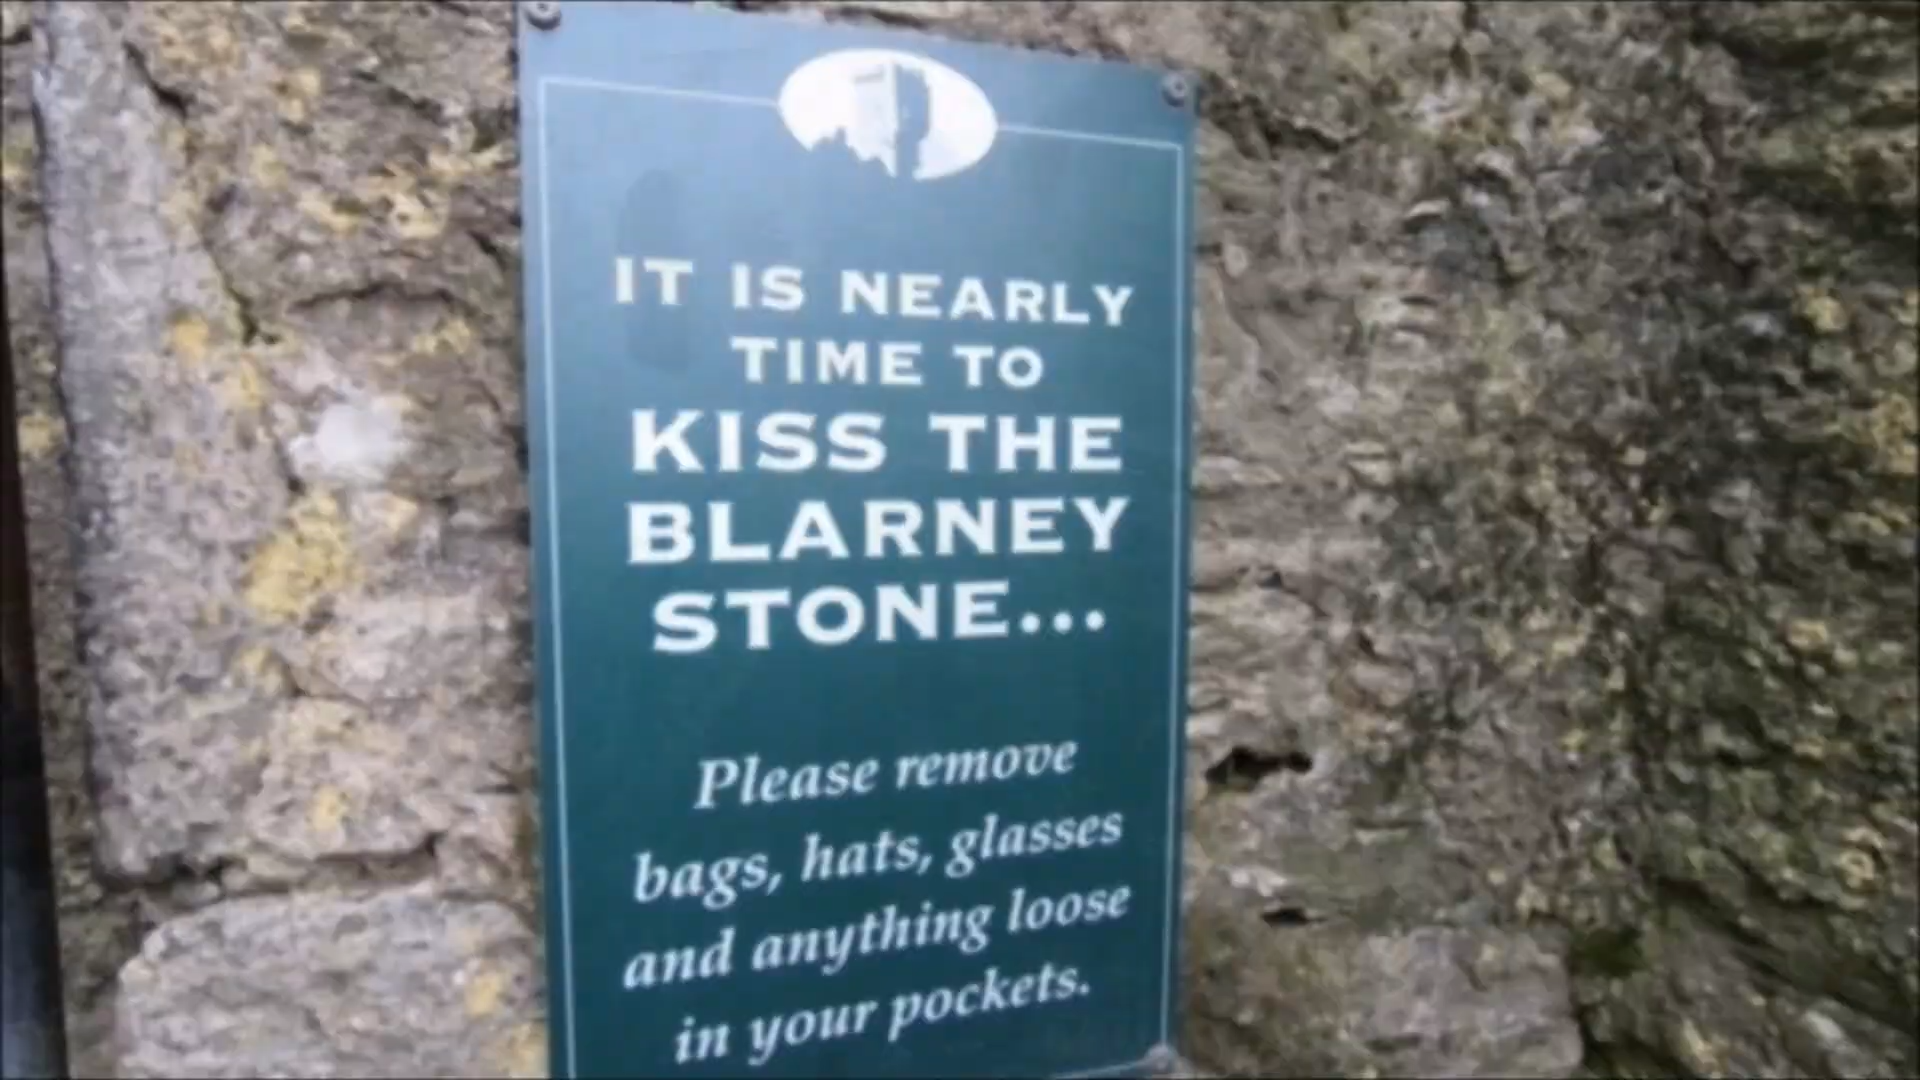 IT IS NEARLY
TIME TO
KISS THE
BLARNEY
STONE...
Please remove
bags, hats, glasses
and anything loose
in your pockets.